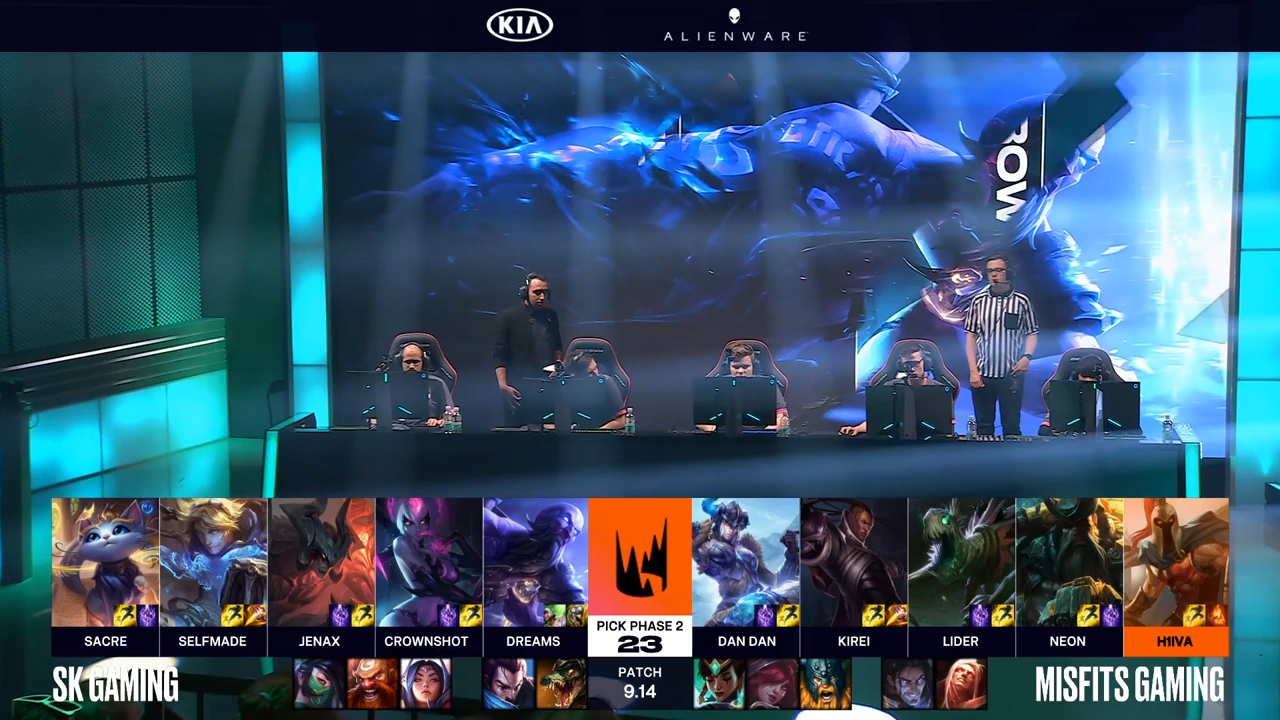 KIA
ALIENWARE
ROW
SACRE
SELFMADE
JENAX
CROWNSHOT
DREAMS
PICK PHASE 2
23
DAN DAN
KIREI
LIDER
NEON
H1IVA
SK GAMING
PATCH
9.14
MISFITS GAMING